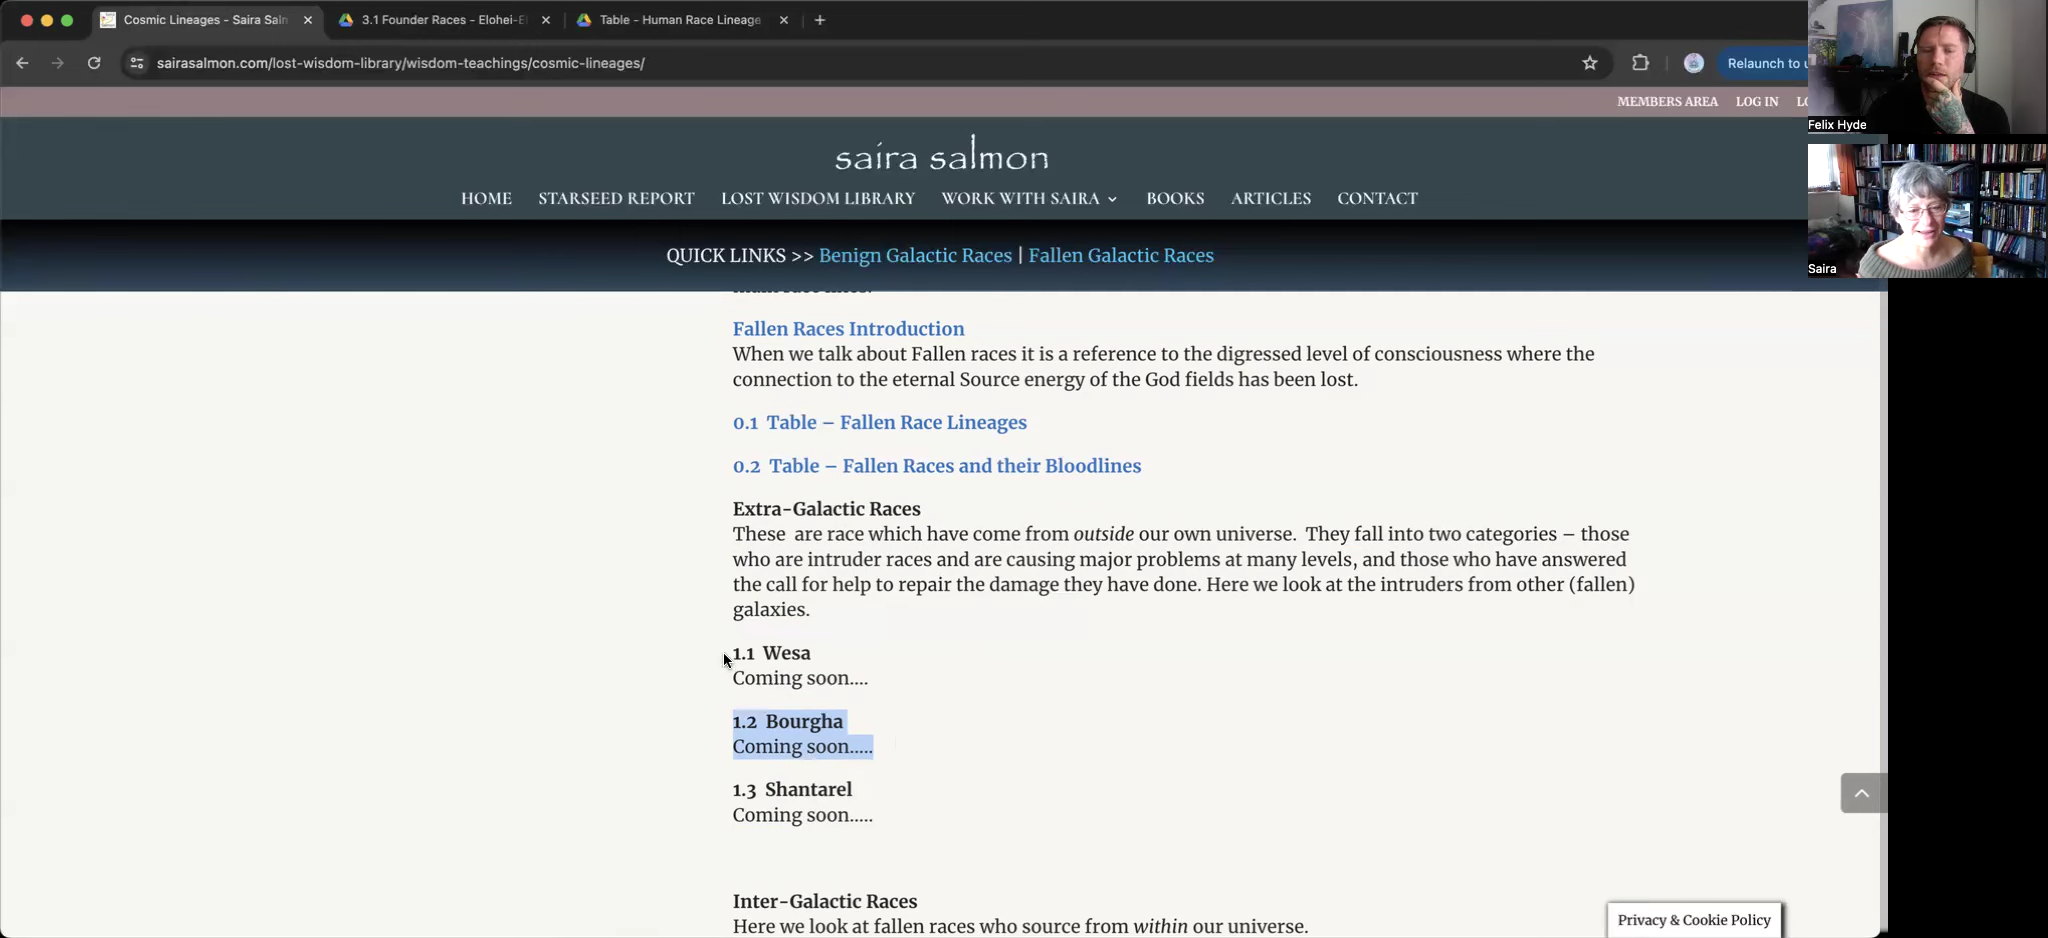 Cosmic Lineages - Saira Saln
3.1 Founder Races - Elohei-E
Table - Human Race Lineage
sairasalmon.com/lost-wisdom-library/wisdom-teachings/cosmic-lineages/
Relaunch to u
Felix Hyde
MEMBERS AREA LOG IN LO
saira salmon
Saira
HOME STARSEED REPORT LOST WISDOM LIBRARY WORK WITH SAIRA BOOKS ARTICLES CONTACT
QUICK LINKS >> Benign Galactic Races | Fallen Galactic Races
Fallen Races Introduction
When we talk about Fallen races it is a reference to the digressed level of consciousness where the
connection to the eternal Source energy of the God fields has been lost.
0.1 Table – Fallen Race Lineages
0.2 Table – Fallen Races and their Bloodlines
Extra-Galactic Races
These are race which have come from outside our own universe. They fall into two categories – those
who are intruder races and are causing major problems at many levels, and those who have answered
the call for help to repair the damage they have done. Here we look at the intruders from other (fallen)
galaxies.
1.1 Wesa
Coming soon....
1.2 Bourgha
Coming soon.....
1.3 Shantarel
Coming soon.....
Inter-Galactic Races
Here we look at fallen races who source from within our universe.
Privacy & Cookie Policy